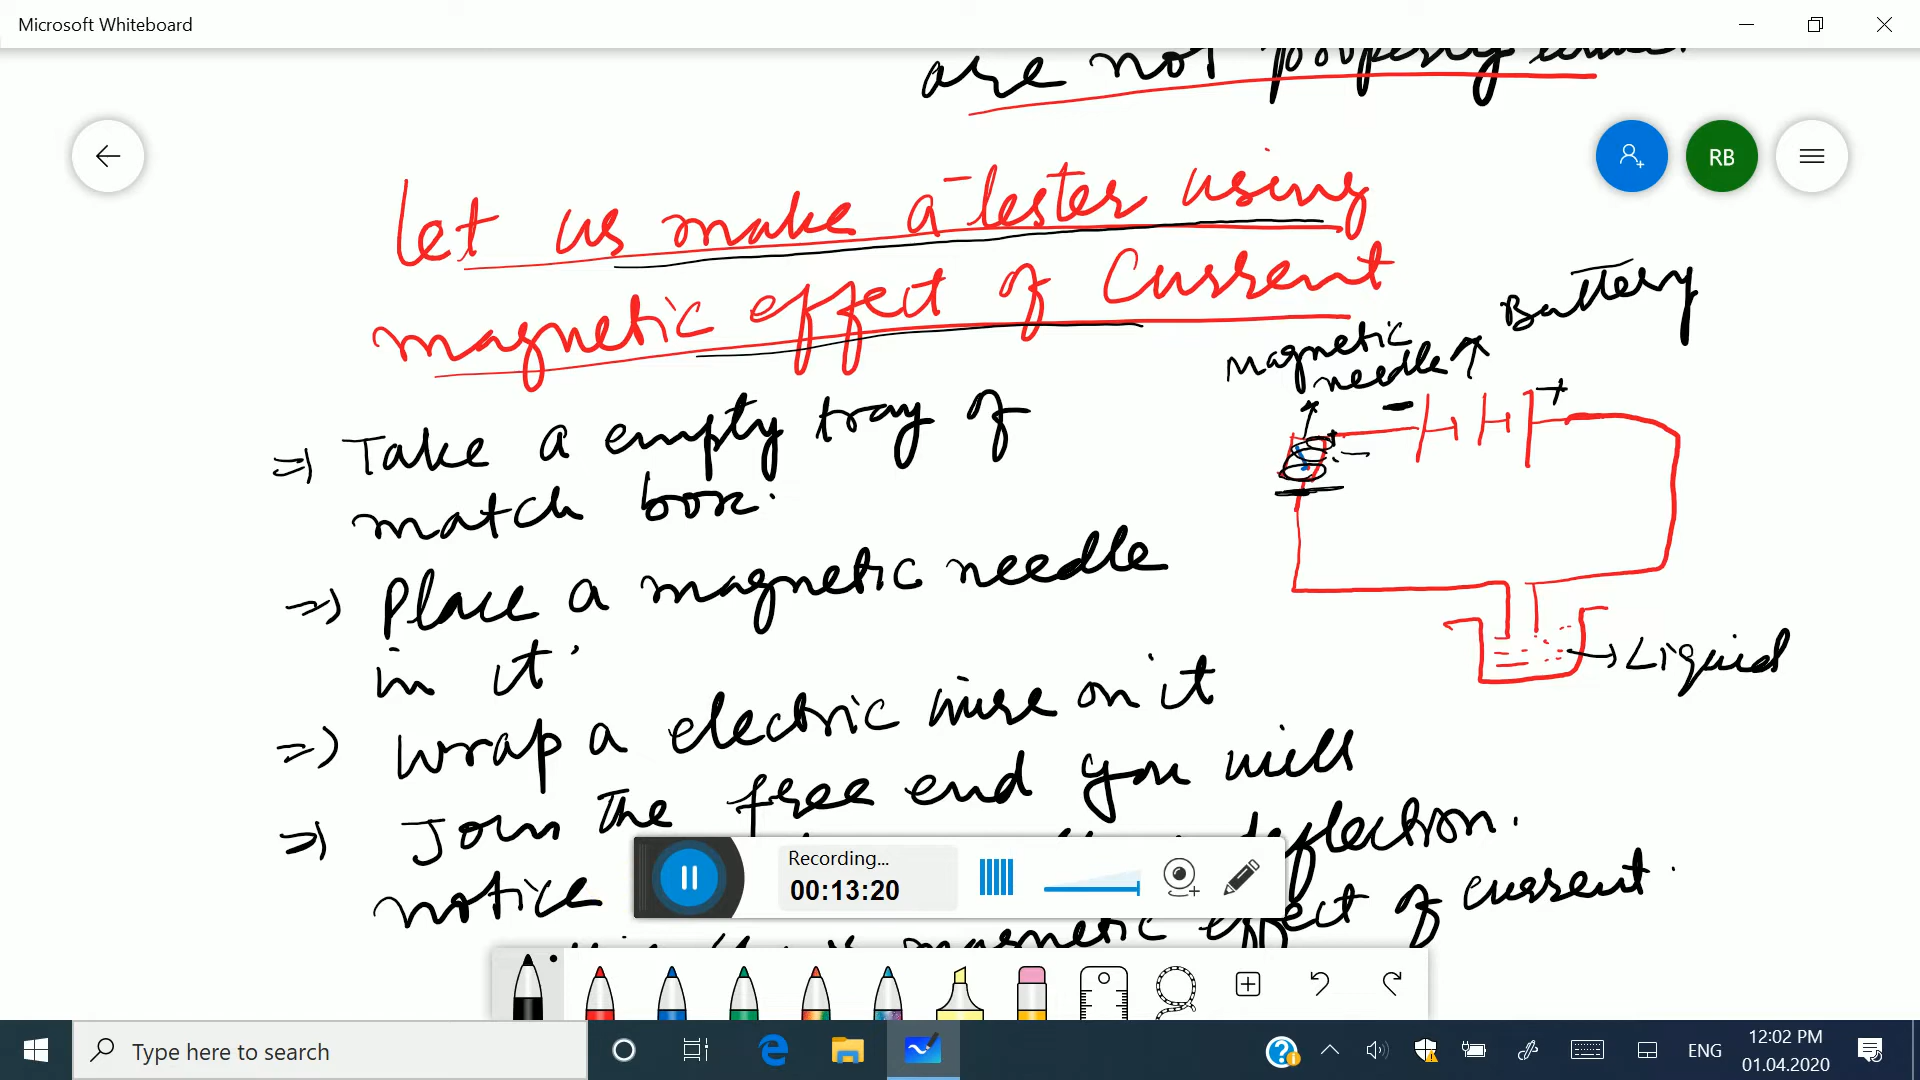 Microsoft Whiteboard
are not
RB
Let us make a tester using
magnetic effect of Current
Battery
magnetic
needle
- +
+
-
=> Take a empty tray of
match box.
=> Place a magnetic needle
in it
=> Wrap a electric wire on it
=> Join the free end you will
notice deflection.
magnetic effect of current.
Liquid
Recording...
00:13:20
Type here to search
ENG
12:02 PM
01.04.2020